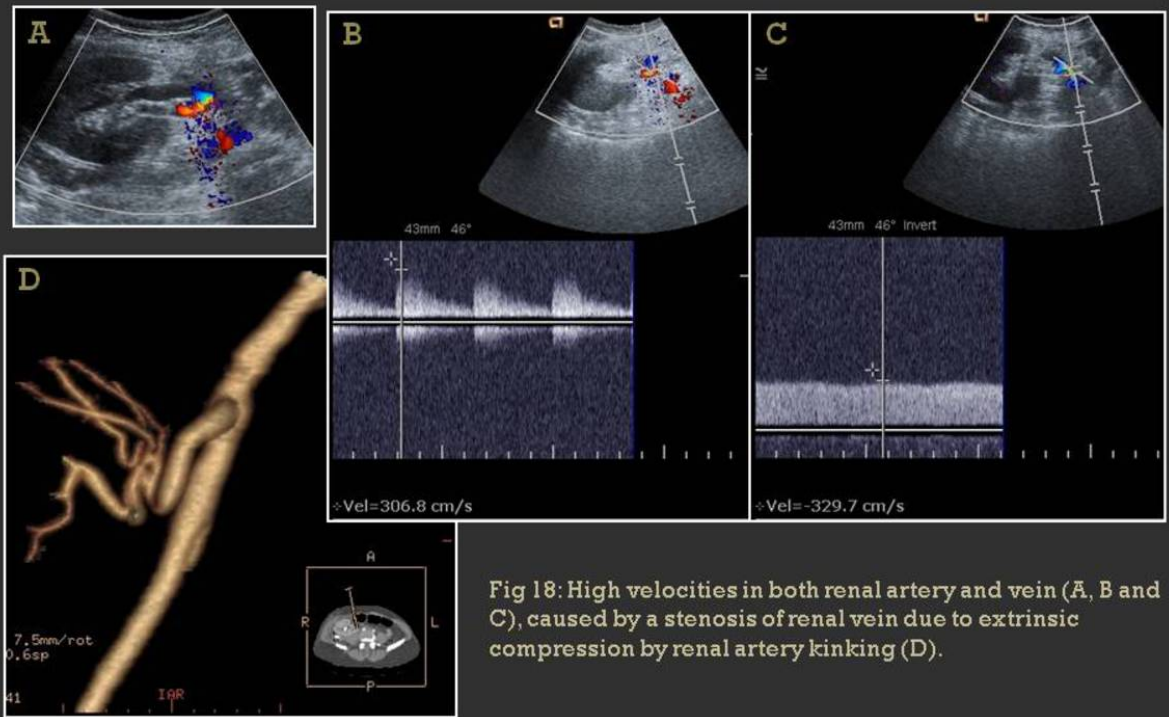 A
B
C
43mm 46°
43mm 46° Invert
D
÷Vel=306.8 cm/s
÷Vel=-329.7 cm/s
A
R
L
P
7.5mm/rot
0.6sp
41
IAR
Fig 18: High velocities in both renal artery and vein (A, B and
C), caused by a stenosis of renal vein due to extrinsic
compression by renal artery kinking (D).